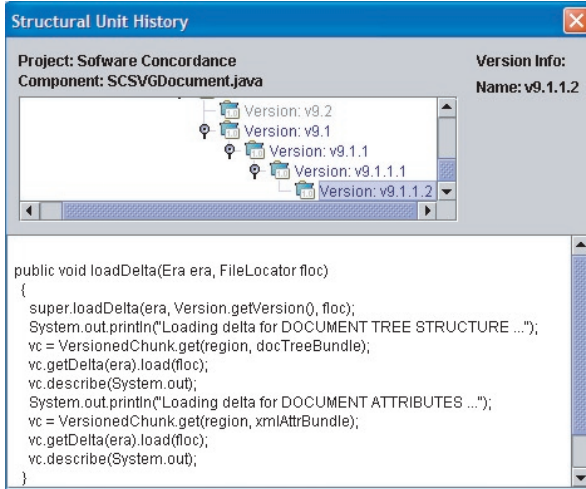 Structural Unit History
Project: Sofware Concordance
Component: SCSVGDocument.java
Version Info:
Name: v9.1.1.2
Version: v9.2
Version: v9.1
Version: v9.1.1
Version: v9.1.1.1
Version: v9.1.1.2
public void loadDelta(Era era, FileLocator floc)
{
super.loadDelta(era, Version.getVersion(), floc);
System.out.println("Loading delta for DOCUMENT TREE STRUCTURE ...");
vc = VersionedChunk.get(region, docTreeBundle);
vc.getDelta(era).load(floc);
vc.describe(System.out);
System.out.println("Loading delta for DOCUMENT ATTRIBUTES ...");
vc = VersionedChunk.get(region, xmlAttrBundle);
vc.getDelta(era).load(floc);
vc.describe(System.out);
}